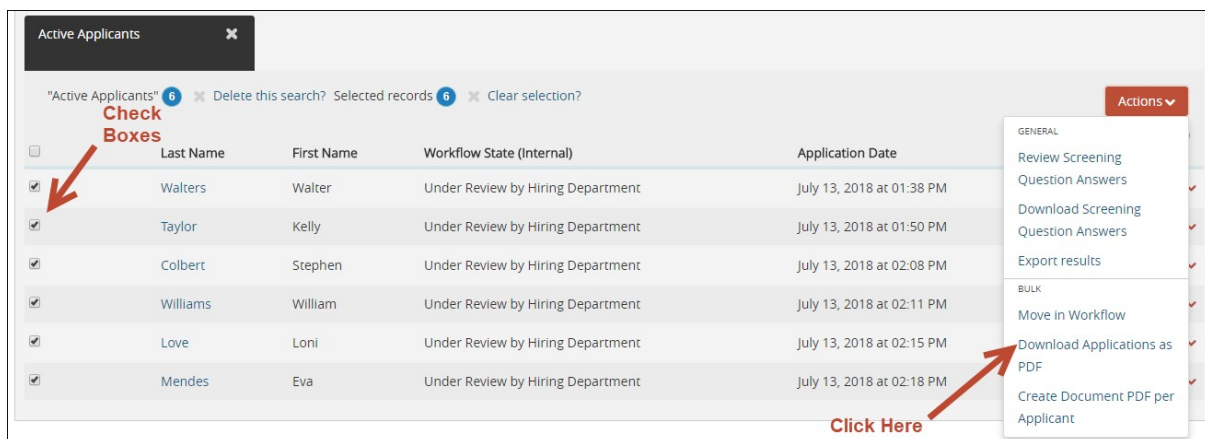 Active Applicants
"Active Applicants" 6 Delete this search? Selected records 6 Clear selection?
Actions
Check
Boxes
Last Name First Name Workflow State (Internal) Application Date
Walters Walter Under Review by Hiring Department July 13, 2018 at 01:38 PM
Taylor Kelly Under Review by Hiring Department July 13, 2018 at 01:50 PM
Colbert Stephen Under Review by Hiring Department July 13, 2018 at 02:08 PM
Williams William Under Review by Hiring Department July 13, 2018 at 02:11 PM
Love Loni Under Review by Hiring Department July 13, 2018 at 02:15 PM
Mendes Eva Under Review by Hiring Department July 13, 2018 at 02:18 PM
GENERAL
Review Screening
Question Answers
Download Screening
Question Answers
Export results
BULK
Move in Workflow
Download Applications as
PDF
Create Document PDF per
Applicant
Click Here